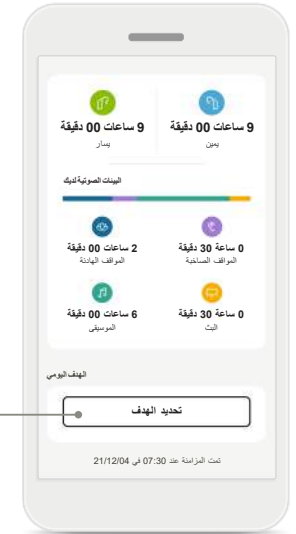 9 ساعات 00 دقيقة
يمين
9 ساعات 00 دقيقة
يسار
البيئات الصوتية لديك
0 ساعة 30 دقيقة
المواقف الصاخبة
2 ساعات 00 دقيقة
المواقف الهادئة
0 ساعة 30 دقيقة
البث
6 ساعات 00 دقيقة
الموسيقى
الهدف اليومي
تحديد الهدف
تمت المزامنة عند 07:30 في 21/12/04